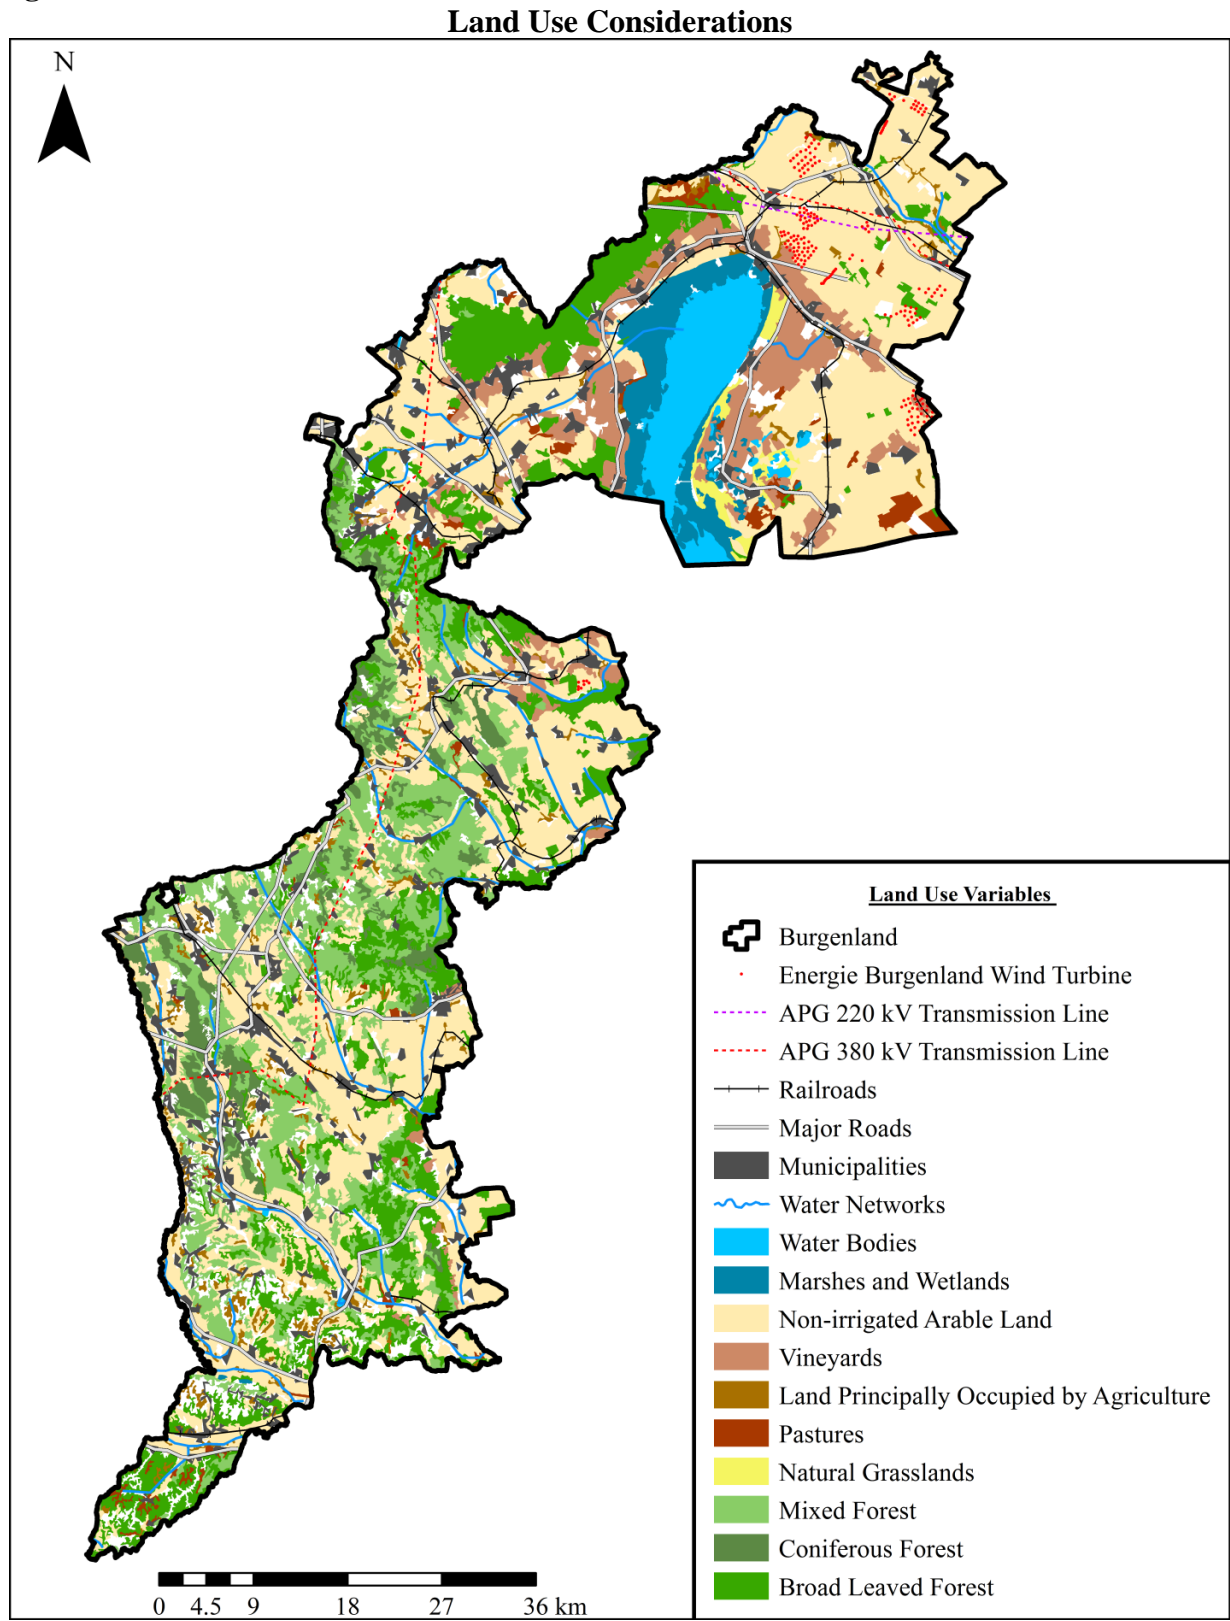 Land Use Considerations
N
Land Use Variables
Burgenland
Energie Burgenland Wind Turbine
APG 220 kV Transmission Line
APG 380 kV Transmission Line
Railroads
Major Roads
Municipalities
Water Networks
Water Bodies
Marshes and Wetlands
Non-irrigated Arable Land
Vineyards
Land Principally Occupied by Agriculture
Pastures
Natural Grasslands
Mixed Forest
Coniferous Forest
Broad Leaved Forest
0 4.5 9 18 27 36 km